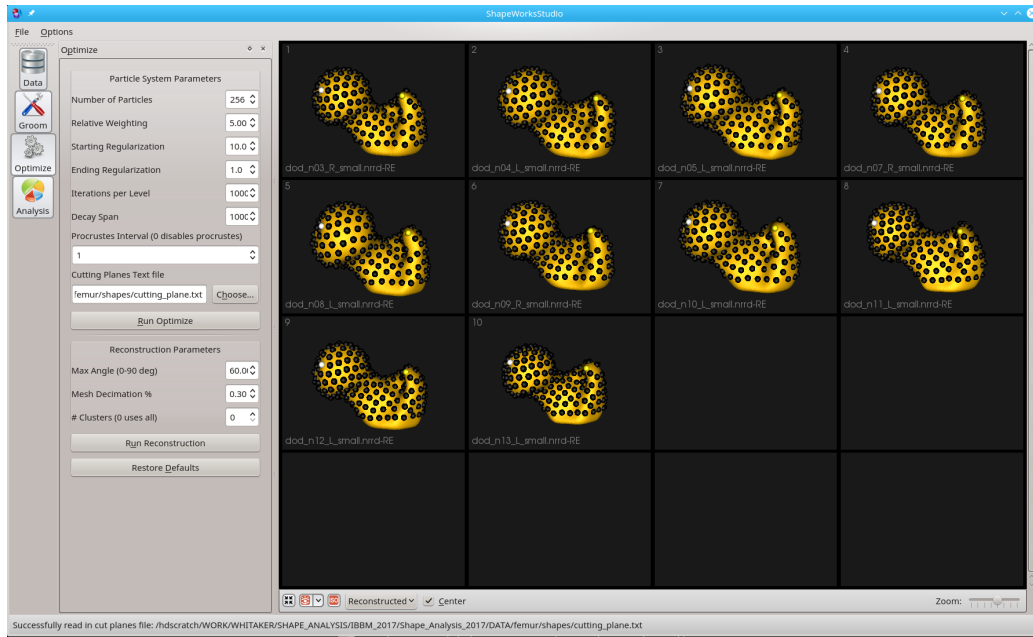 ShapeWorksStudio
File Options
Optimize
Data
Groom
Optimize
Analysis
Particle System Parameters
Number of Particles 256
Relative Weighting 5.00
Starting Regularization 10.0
Ending Regularization 1.0
Iterations per Level 100
Decay Span 100
Procrustes Interval (0 disables procrustes)
1
Cutting Planes Text file
femur/shapes/cutting_plane.txt Choose...
Run Optimize
Reconstruction Parameters
Max Angle (0-90 deg) 60.0
Mesh Decimation % 0.30
# Clusters (0 uses all) 0
Run Reconstruction
Restore Defaults
1 2 3 4
dod_n03_R_small.nrrd-RE dod_n04_L_small.nrrd-RE dod_n05_L_small.nrrd-RE dod_n07_R_small.nrrd-RE
5 6 7 8
dod_n08_L_small.nrrd-RE dod_n09_R_small.nrrd-RE dod_n10_L_small.nrrd-RE dod_n11_L_small.nrrd-RE
9 10
dod_n12_L_small.nrrd-RE dod_n13_L_small.nrrd-RE
Reconstructed Center Zoom:
Successfully read in cut planes file: /hdscratch/WORK/WHITAKER/SHAPE_ANALYSIS/IBBM_2017/Shape_Analysis_2017/DATA/femur/shapes/cutting_plane.txt